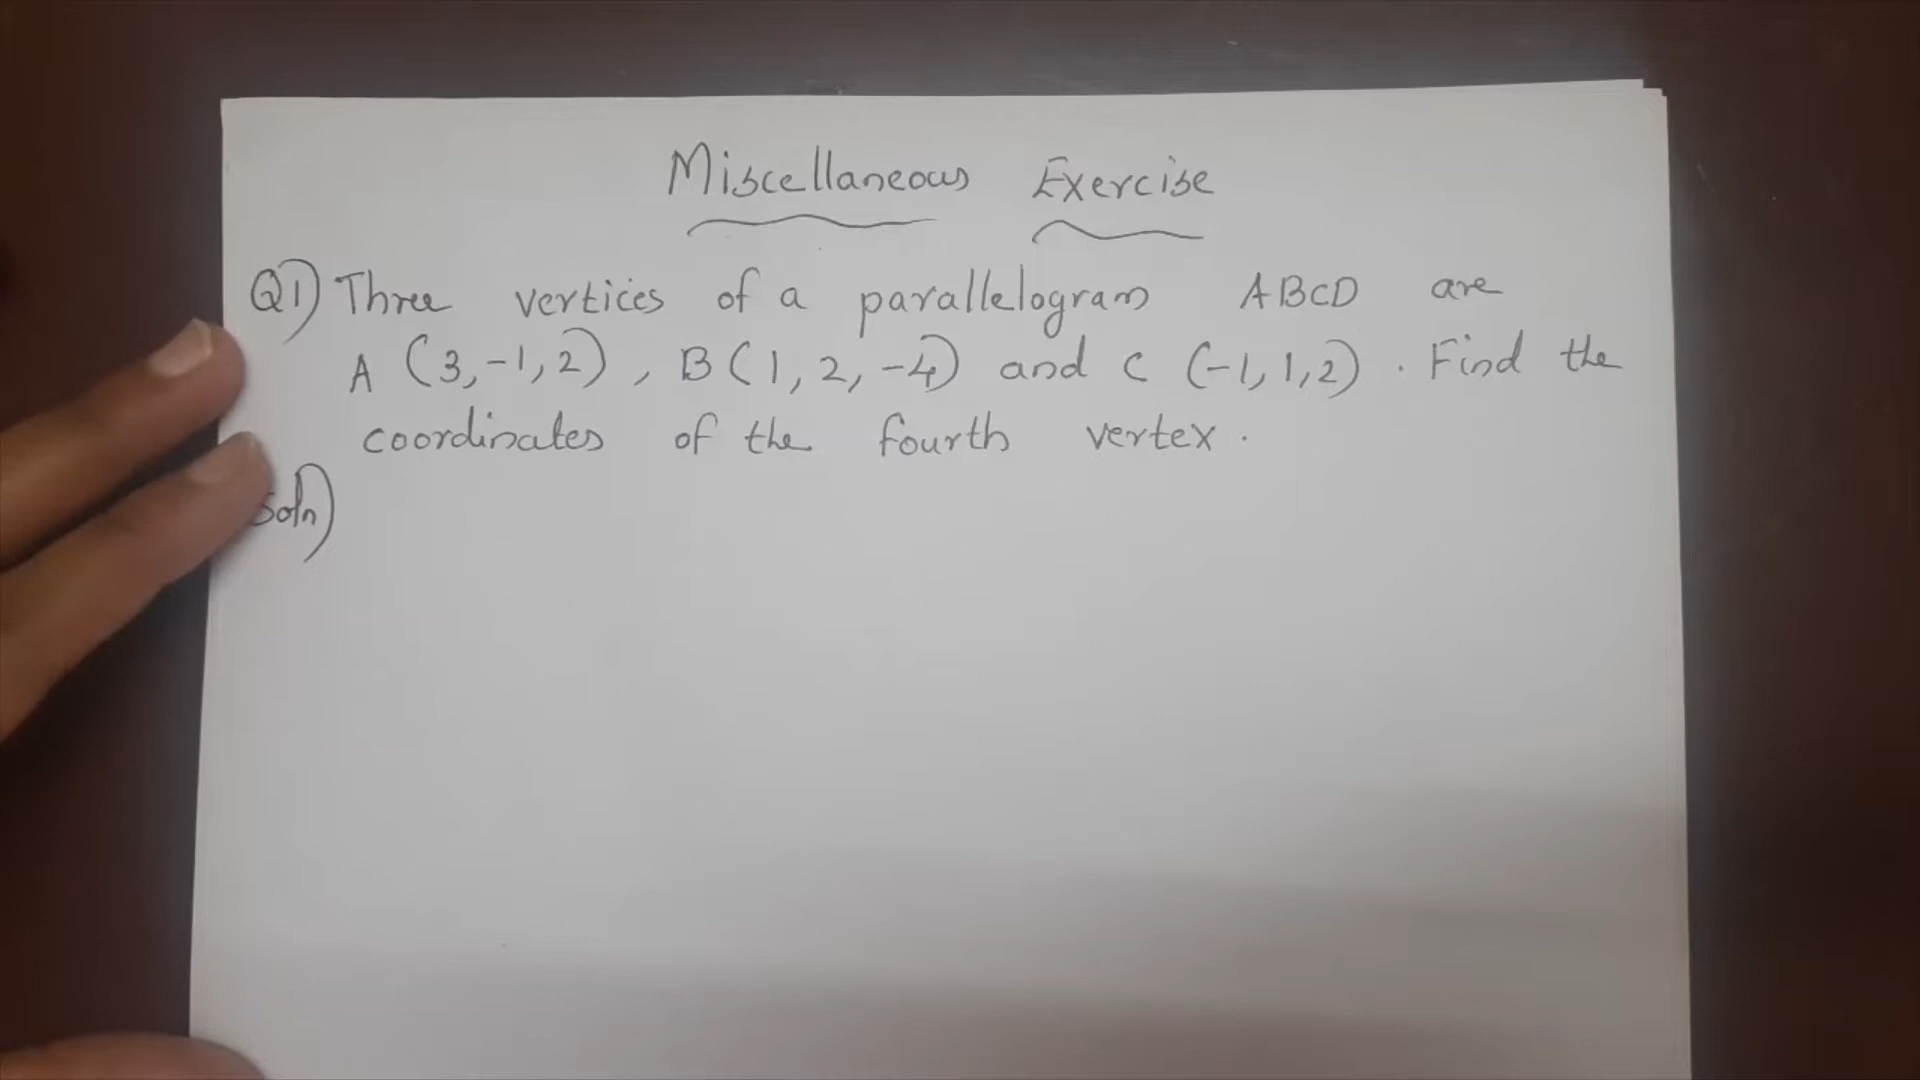 Miscellaneous Exercise
Q1) Three vertices of a parallelogram ABCD are
A (3,-1,2), B(1, 2, -4) and C (-1, 1, 2). Find the
coordinates of the fourth vertex.
Soln)